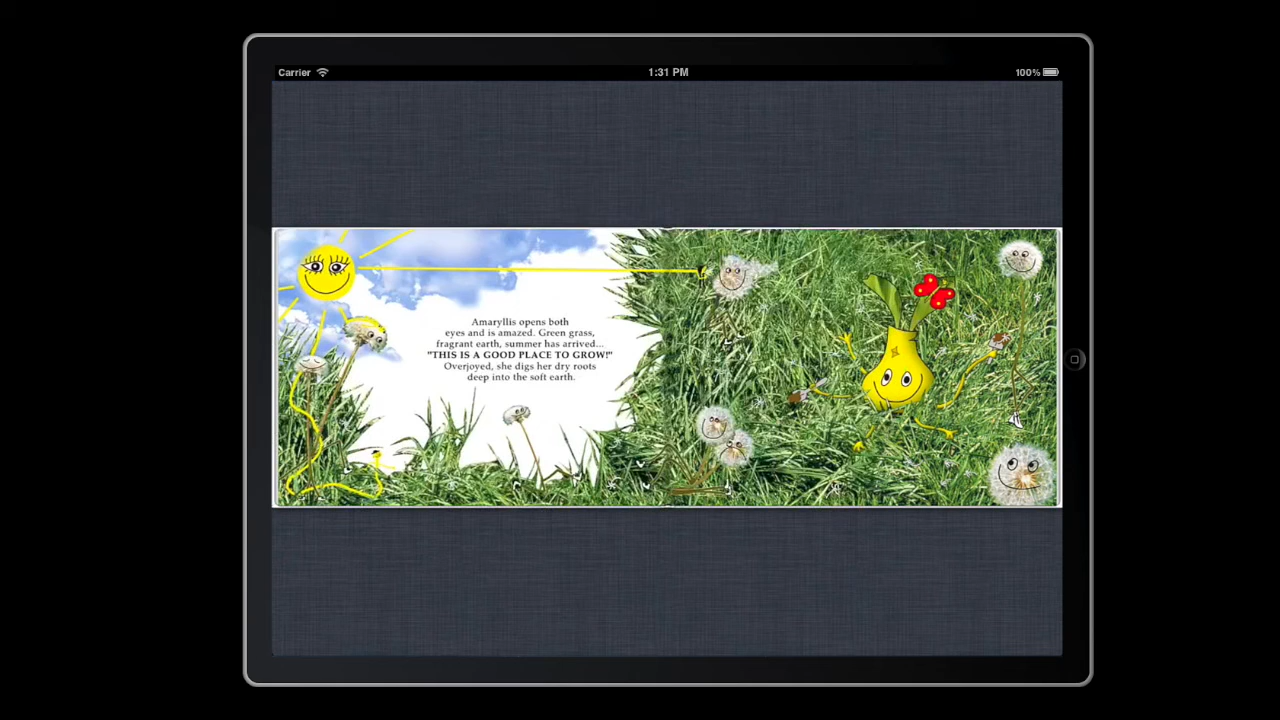 Carrier
1:31 PM
100%
Amaryllis opens both
eyes and is amazed. Green grass,
fragrant earth, summer has arrived...
"THIS IS A GOOD PLACE TO GROW!"
Overjoyed, she digs her dry roots
deep into the soft earth.